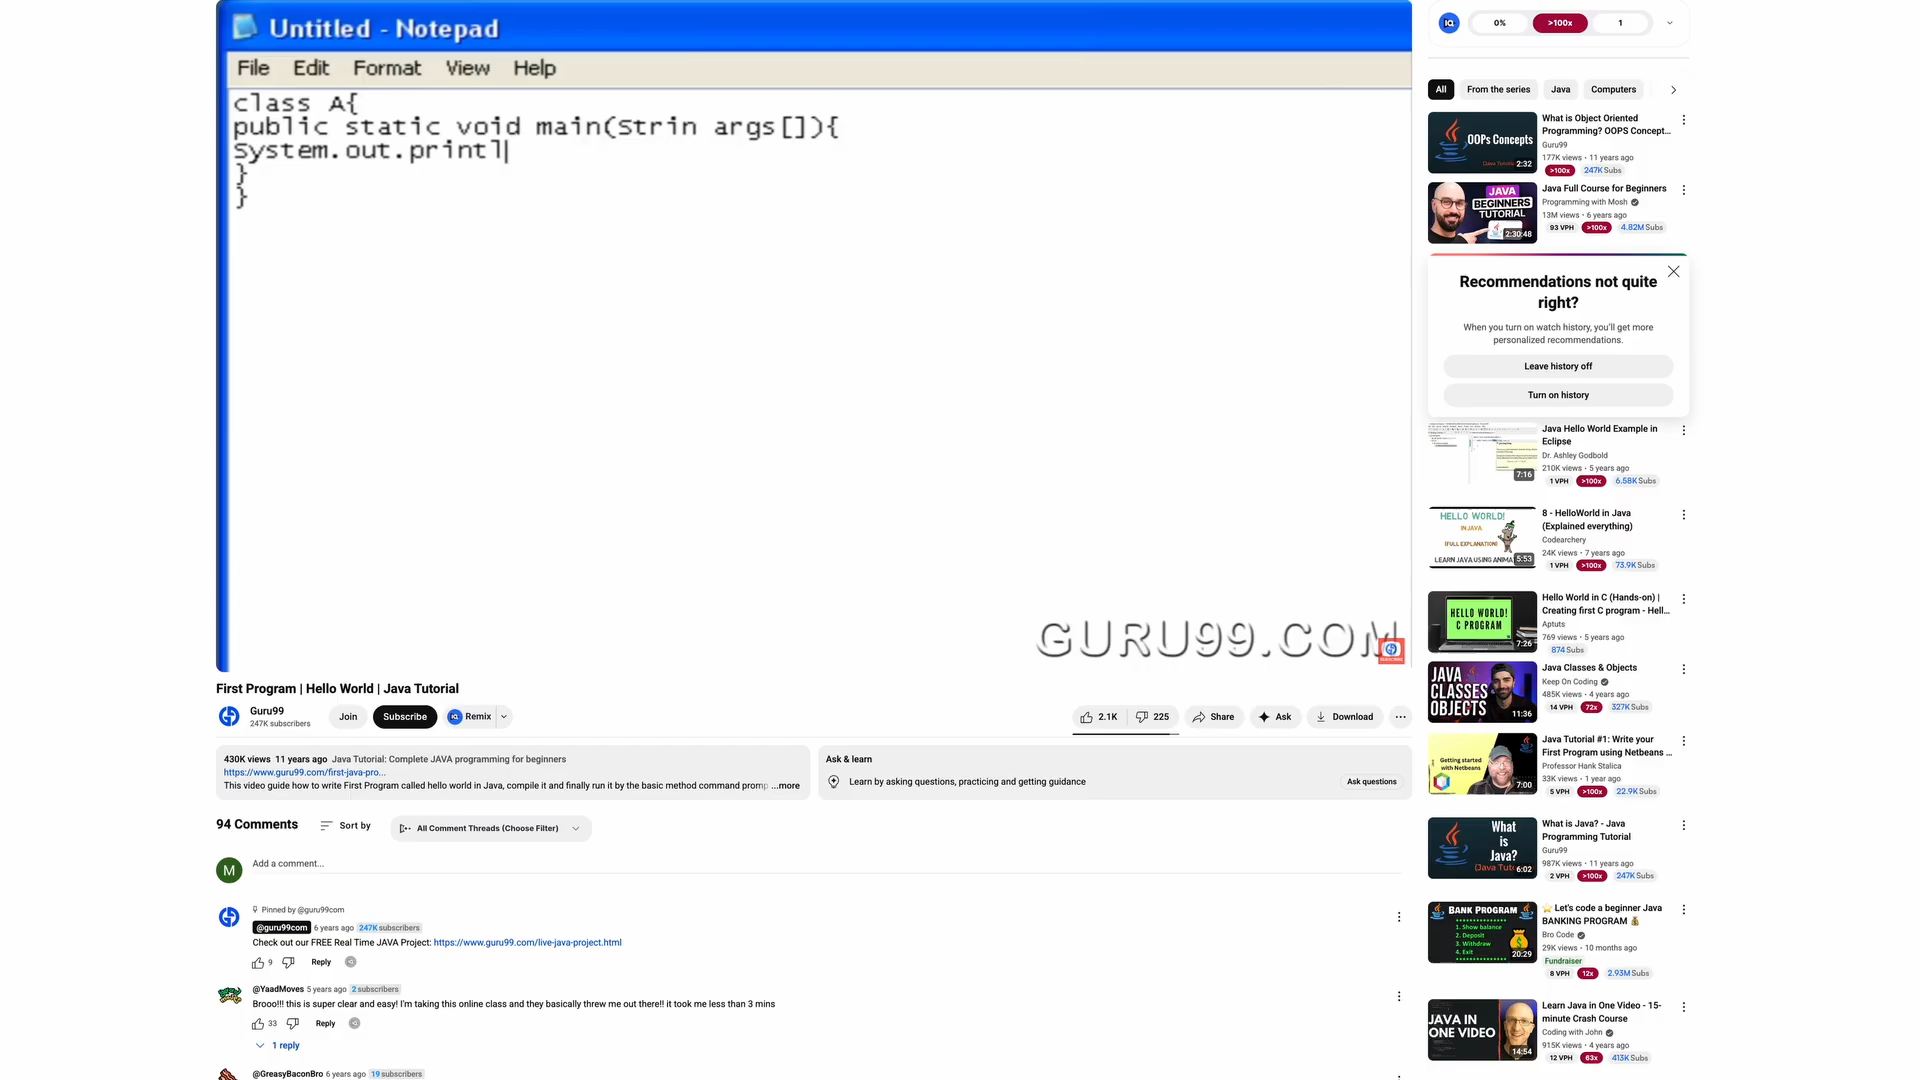 Untitled - Notepad
File Edit Format View Help
class A{
public static void main(Strin args[]){
System.out.printl
}
}
GURU99.COM
First Program | Hello World | Java Tutorial
Guru99
247K subscribers
Join
Subscribe
Remix
2.1K
225
Share
Ask
Download
430K views 11 years ago Java Tutorial: Complete JAVA programming for beginners
https://www.guru99.com/first-java-pro...
This video guide how to write First Program called hello world in Java, compile it and finally run it by the basic method command promp ...more
Ask & learn
Learn by asking questions, practicing and getting guidance
Ask questions
94 Comments
Sort by
All Comment Threads (Choose Filter)
M
Add a comment...
Pinned by @guru99com
@guru99com 6 years ago 247K subscribers
Check out our FREE Real Time JAVA Project: https://www.guru99.com/live-java-project.html
9
Reply
@YaadMoves 5 years ago 2 subscribers
Brooo!!! this is super clear and easy! I'm taking this online class and they basically threw me out there!! it took me less than 3 mins
33
Reply
1 reply
@GreasyBaconBro 6 years ago 19 subscribers
0% >100x 1
All From the series Java Computers
OOPs Concepts
2:32
What is Object Oriented
Programming? OOPS Concept...
Guru99
177K views • 11 years ago
>100x 247K Subs
JAVA
BEGINNERS
TUTORIAL
2:30:48
Java Full Course for Beginners
Programming with Mosh
13M views • 6 years ago
93 VPH >100x 4.82M Subs
Recommendations not quite
right?
When you turn on watch history, you'll get more
personalized recommendations.
Leave history off
Turn on history
7:16
Java Hello World Example in
Eclipse
Dr. Ashley Godbold
210K views • 5 years ago
1 VPH >100x 6.58K Subs
HELLO WORLD!
IN JAVA
(FULL EXPLANATION)
LEARN JAVA USING ANIMA
5:53
8 - HelloWorld in Java
(Explained everything)
Codearchery
24K views • 7 years ago
1 VPH >100x 73.9K Subs
HELLO WORLD!
C PROGRAM
7:26
Hello World in C (Hands-on) |
Creating first C program - Hell...
Aptuts
769 views • 5 years ago
874 Subs
JAVA
CLASSES
OBJECTS
11:36
Java Classes & Objects
Keep On Coding
485K views • 4 years ago
14 VPH 72x 327K Subs
Getting started
with Netbeans
7:00
Java Tutorial #1: Write your
First Program using Netbeans ...
Professor Hank Stalica
33K views • 1 year ago
5 VPH >100x 22.9K Subs
What
is
Java?
(Java Tut
6:02
What is Java? - Java
Programming Tutorial
Guru99
987K views • 11 years ago
2 VPH >100x 247K Subs
BANK PROGRAM
1. Show balance
2. Deposit
3. Withdraw
4. Exit
20:29
Let's code a beginner Java
BANKING PROGRAM
Bro Code
29K views • 10 months ago
Fundraiser
8 VPH 12x 2.93M Subs
JAVA IN
ONE VIDEO
14:54
Learn Java in One Video - 15-
minute Crash Course
Coding with John
915K views • 4 years ago
12 VPH 63x 413K Subs